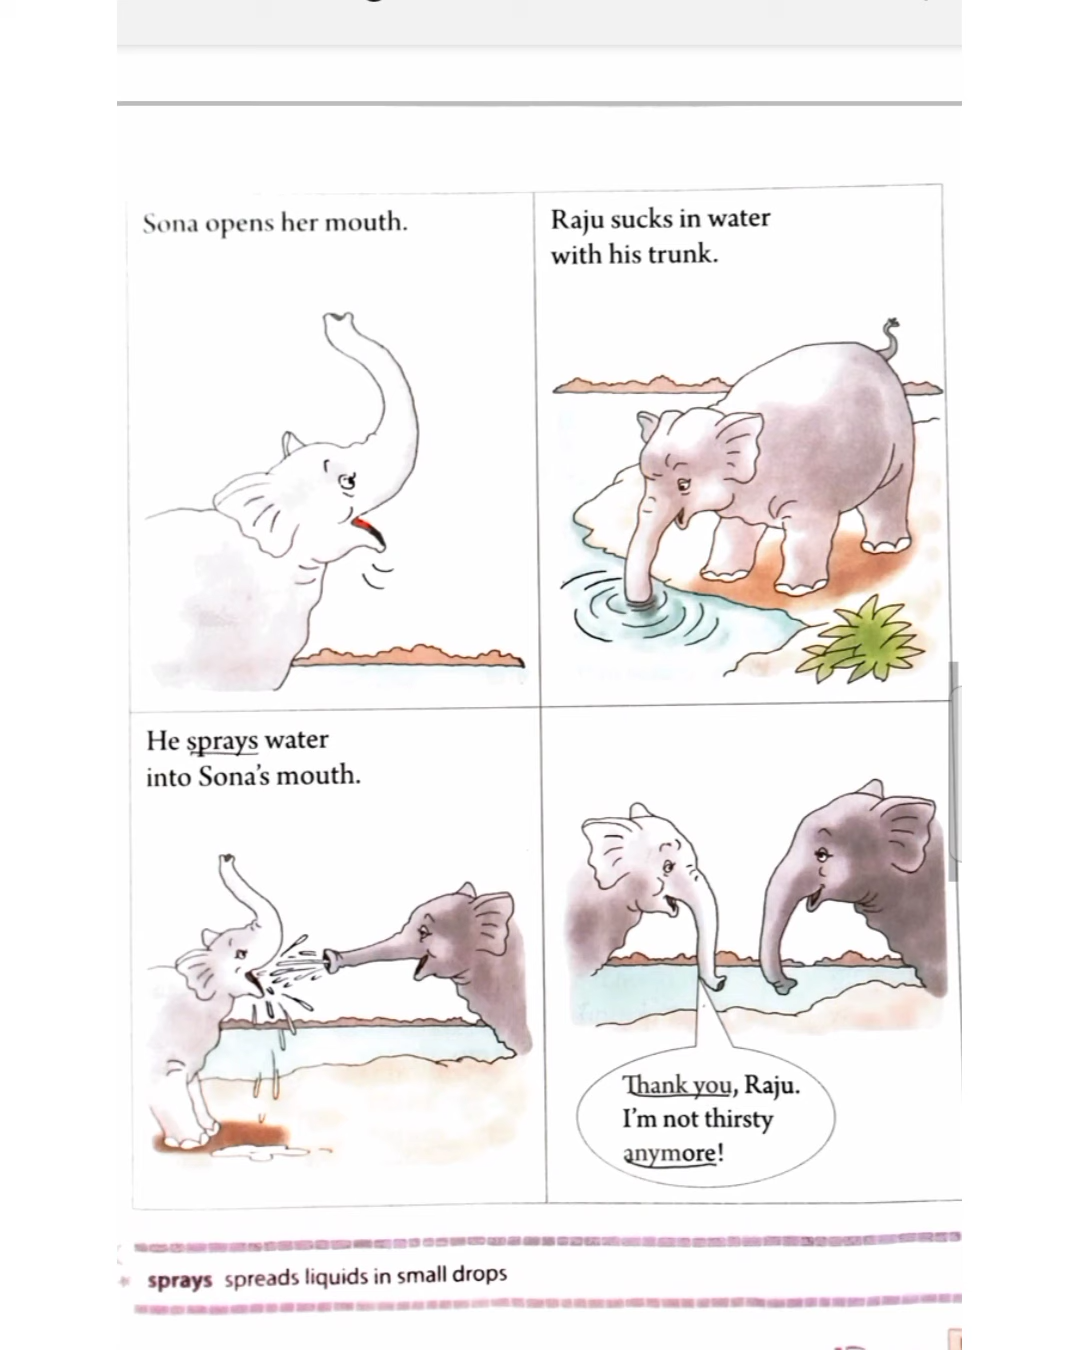 Sona opens her mouth.
Raju sucks in water
with his trunk.
He sprays water
into Sona's mouth.
Thank you, Raju.
I'm not thirsty
anymore!
sprays spreads liquids in small drops